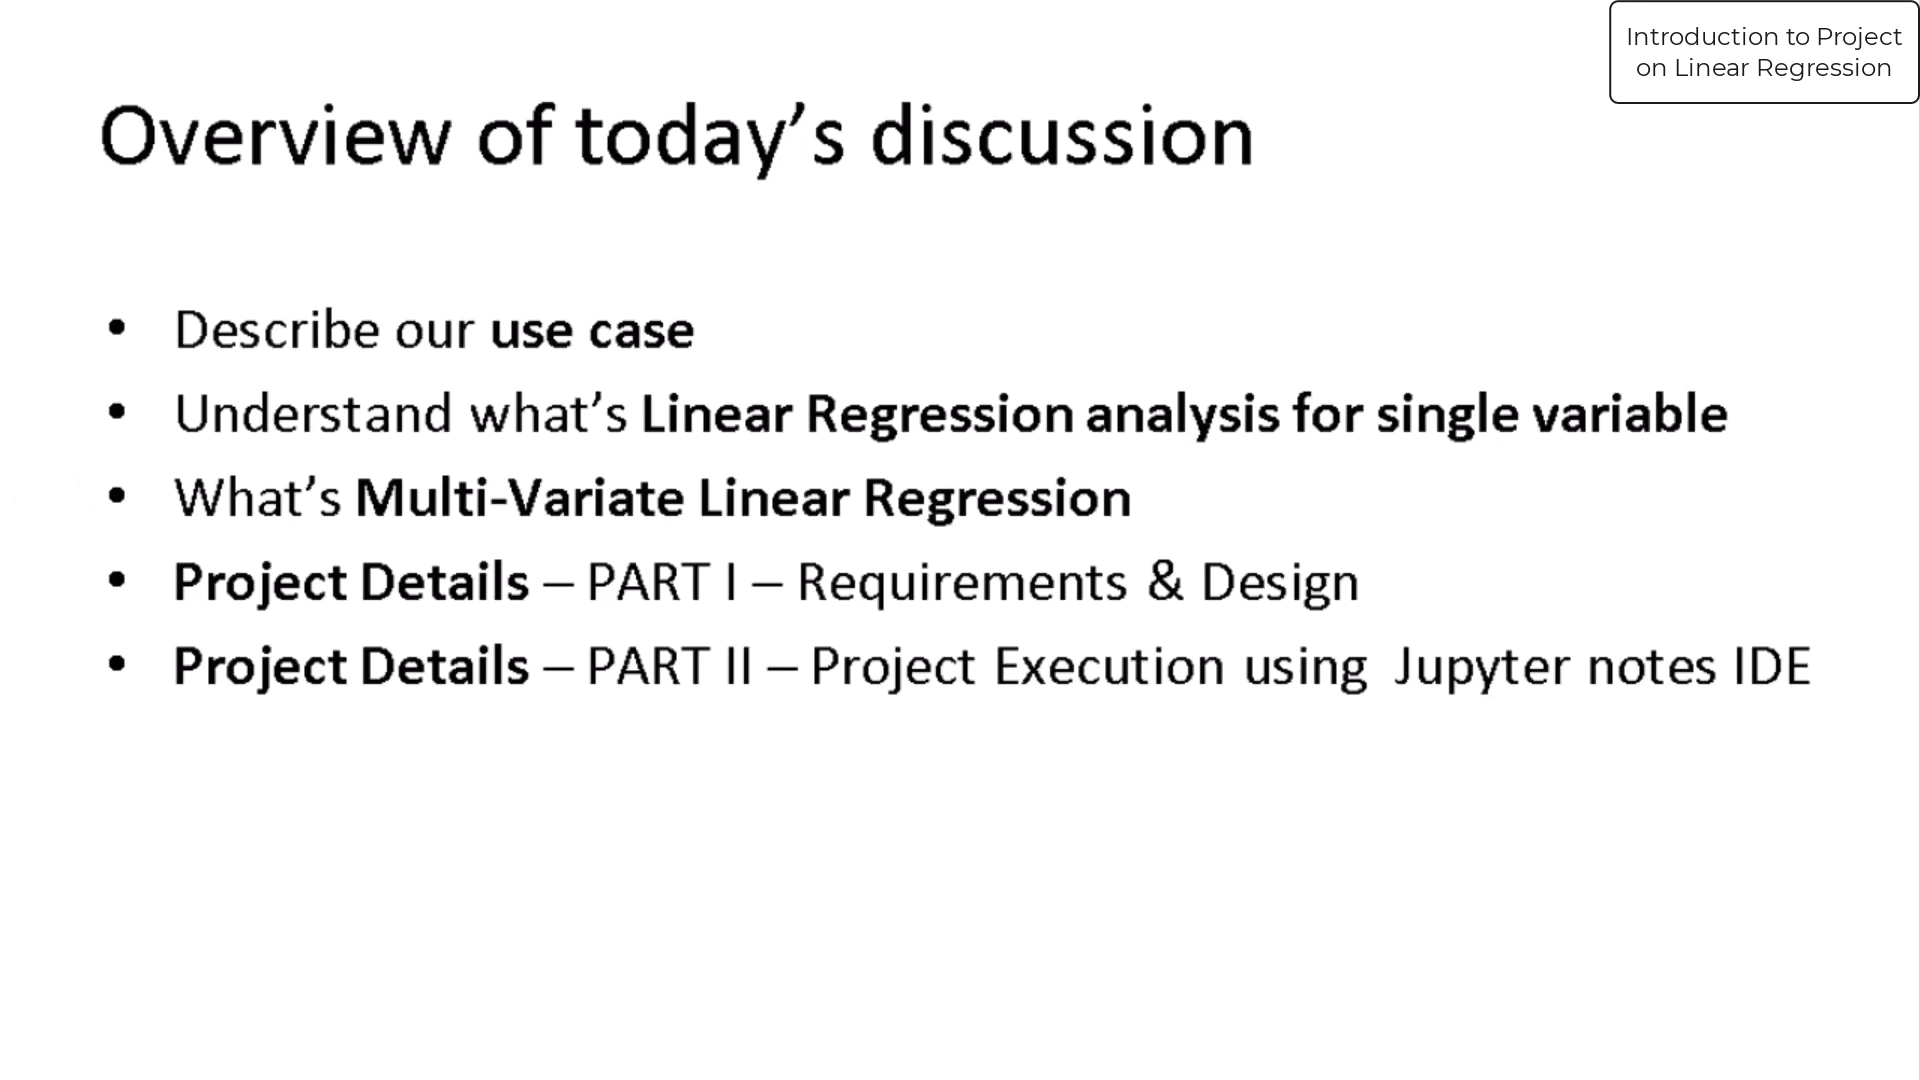 Introduction to Project
on Linear Regression
Overview of today’s discussion
• Describe our use case
• Understand what’s Linear Regression analysis for single variable
• What’s Multi-Variate Linear Regression
• Project Details – PART I – Requirements & Design
• Project Details – PART II – Project Execution using Jupyter notes IDE